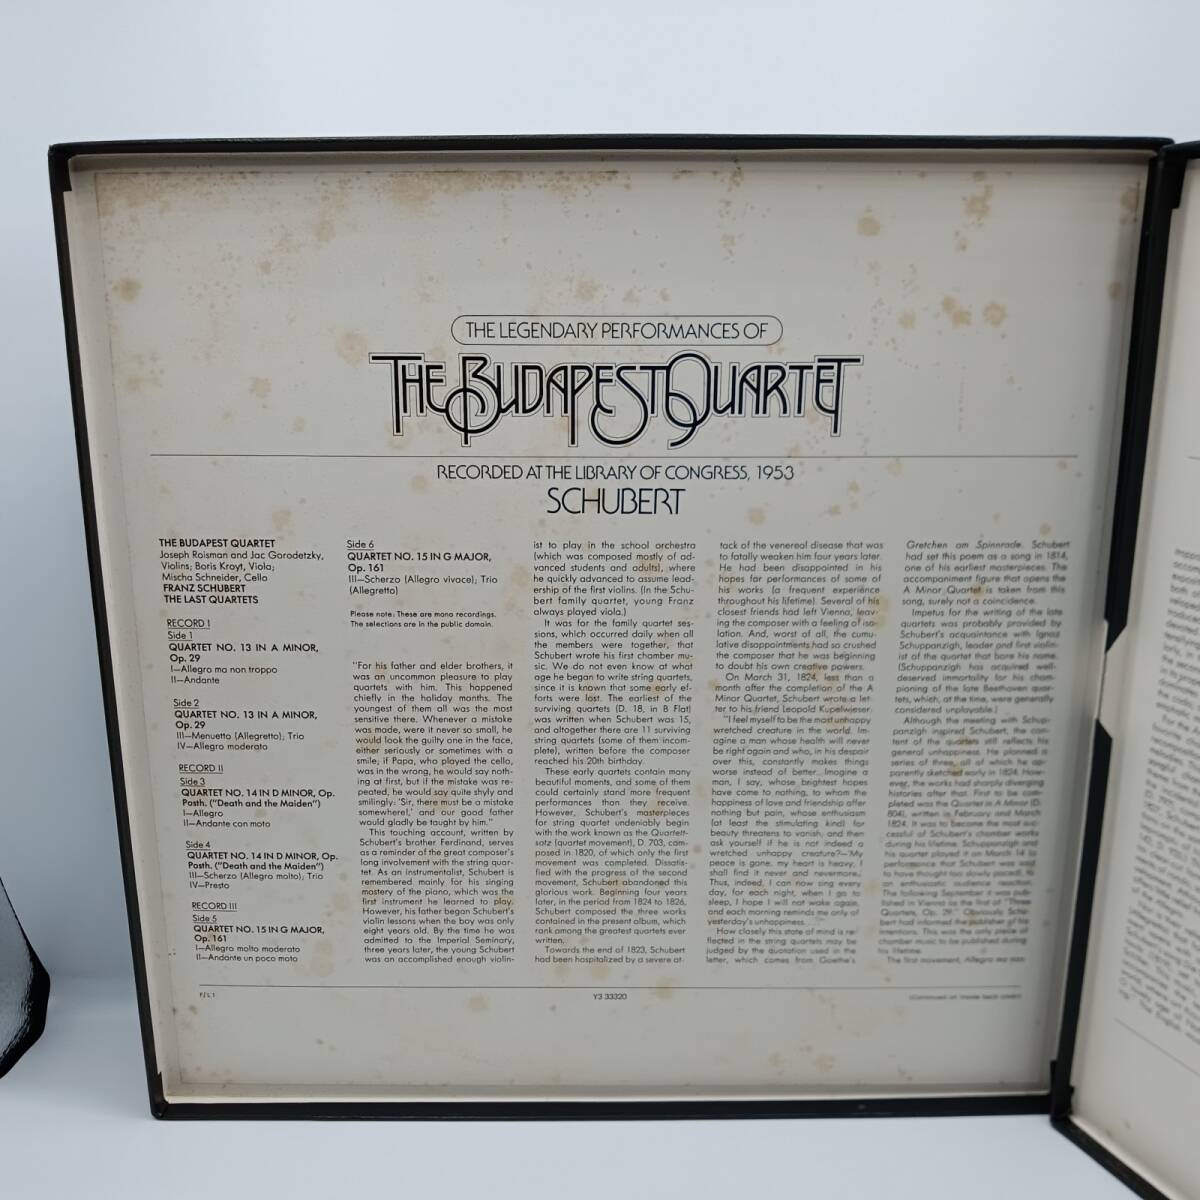 THE LEGENDARY PERFORMANCES OF
THE BUDAPEST QUARTET
RECORDED AT THE LIBRARY OF CONGRESS, 1953
SCHUBERT
THE BUDAPEST QUARTET
Joseph Roisman and Jac Gorodetzky,
Violins; Boris Kroyt, Viola;
Mischa Schneider, Cello
FRANZ SCHUBERT
THE LAST QUARTETS
RECORD I
Side 1
QUARTET NO. 13 IN A MINOR,
Op. 29
I—Allegro ma non troppo
II—Andante
Side 2
QUARTET NO. 13 IN A MINOR,
Op. 29
III—Menuetto (Allegretto); Trio
IV—Allegro moderato
RECORD II
Side 3
QUARTET NO. 14 IN D MINOR, Op.
Posth. ("Death and the Maiden")
I—Allegro
II—Andante con moto
Side 4
QUARTET NO. 14 IN D MINOR, Op.
Posth. ("Death and the Maiden")
III—Scherzo (Allegro molto); Trio
IV—Presto
RECORD III
Side 5
QUARTET NO. 15 IN G MAJOR,
Op. 161
I—Allegro molto moderato
II—Andante un poco moto
Side 6
QUARTET NO. 15 IN G MAJOR,
Op. 161
III—Scherzo (Allegro vivace); Trio
(Allegretto)
Please note: These are mono recordings.
The selections are in the public domain.
"For his father and elder brothers, it
was an uncommon pleasure to play
quartets with him. This happened
chiefly in the holiday months. The
youngest of them all was the most
sensitive there. Whenever a mistake
was made, were it never so small, he
would look the guilty one in the face,
either seriously or sometimes with a
smile; if Papa, who played the cello,
was in the wrong, he would say noth-
ing at first, but if the mistake was re-
peated, he would say quite shyly and
smilingly: 'Sir, there must be a mistake
somewhere!,' and our good father
would gladly be taught by him."
This touching account, written by
Schubert's brother Ferdinand, serves
as a reminder of the great composer's
long involvement with the string quar-
tet. As an instrumentalist, Schubert is
remembered mainly for his singing
mastery of the piano, which was the
first instrument he learned to play.
However, his father began Schubert's
violin lessons when the boy was only
eight years old. By the time he was
admitted to the Imperial Seminary,
three years later, the young Schubert
was an accomplished enough violin-
ist to play in the school orchestra
(which was composed mostly of ad-
vanced students and adults), where
he quickly advanced to assume lead-
ership of the first violins. (In the Schu-
bert family quartet, young Franz
always played viola.)
It was for the family quartet ses-
sions, which occurred daily when all
the members were together, that
Schubert wrote his first chamber mu-
sic. We do not even know at what
age he began to write string quartets,
since it is known that some early ef-
forts were lost. The earliest of the
surviving quartets (D. 18, in B Flat)
was written when Schubert was 15,
and altogether there are 11 surviving
string quartets (some of them incom-
plete), written before the composer
reached his 20th birthday.
These early quartets contain many
beautiful moments, and some of them
could certainly stand more frequent
performances than they receive.
However, Schubert's masterpieces
for string quartet undeniably begin
with the work known as the Quartett-
satz (quartet movement), D. 703, com-
posed in 1820, of which only the first
movement was completed. Dissatis-
fied with the progress of the second
movement, Schubert abandoned this
glorious work. Beginning four years
later, in the period from 1824 to 1826,
Schubert composed the three works
contained in the present album, which
rank among the greatest quartets ever
written.
Towards the end of 1823, Schubert
had been hospitalized by a severe at-
tack of the venereal disease that was
to fatally weaken him four years later.
He had been disappointed in his
hopes for performances of some of
his works (a frequent experience
throughout his lifetime). Several of his
closest friends had left Vienna, leav-
ing the composer with a feeling of iso-
lation. And, worst of all, the cumu-
lative disappointments had so crushed
the composer that he was beginning
to doubt his own creative powers.
On March 31, 1824, less than a
month after the completion of the A
Minor Quartet, Schubert wrote a let-
ter to his friend Leopold Kupelwieser:
"I feel myself to be the most unhappy
wretched creature in the world. Im-
agine a man whose health will never
be right again and who, in his despair
over this, constantly makes things
worse instead of better. Imagine a
man, I say, whose brightest hopes
have come to nothing, to whom the
happiness of love and friendship offer
nothing but pain, whose enthusiasm
(at least the stimulating kind) for
beauty threatens to vanish, and then
ask yourself if he is not indeed a
wretched unhappy creature?—'My
peace is gone, my heart is heavy, I
shall find it never and nevermore.'
Thus, indeed, I can now sing every
day, for each night, when I go to
sleep, I hope I will not wake again,
and each morning reminds me only of
yesterday's unhappiness. . . ."
How closely this state of mind is re-
flected in the string quartets may be
judged by the quotation used in the
letter, which comes from Goethe's
Gretchen am Spinnrade. Schubert
had set this poem as a song in 1814,
one of his earliest masterpieces. The
accompaniment figure that opens the
A Minor Quartet is taken from this
song, surely not a coincidence.
Impetus for the writing of the late
quartets was probably provided by
Schubert's acquaintance with Ignaz
Schuppanzigh, leader and first violin-
ist of the quartet that bore his name.
(Schuppanzigh has acquired well-
deserved immortality for his cham-
pioning of the late Beethoven quar-
tets, which, at the time, were generally
considered unplayable.)
Although the meeting with Schup-
panzigh inspired Schubert, the con-
tent of the quartets still reflects his
general unhappiness. He planned a
series of three, all of which he ap-
parently sketched early in 1824. How-
ever, the works had sharply diverging
histories after that. First to be com-
pleted was the Quartet in A Minor (D.
804), written in February and March
1824. It was to become the most suc-
cessful of Schubert's chamber works
during his lifetime. Schuppanzigh and
his quartet played it on March 14 (a
performance that Schubert was said
to have thought too slowly paced), to
an enthusiastic audience reaction.
The following September it was pub-
lished in Vienna as the first of "Three
Quartets, Op. 29." Obviously Schu-
bert had informed the publisher of his
intentions. This was the only piece of
chamber music to be published during
his lifetime.
The first movement, Allegro ma non
P/L 1
Y3 33320
(Continued on inside back cover)